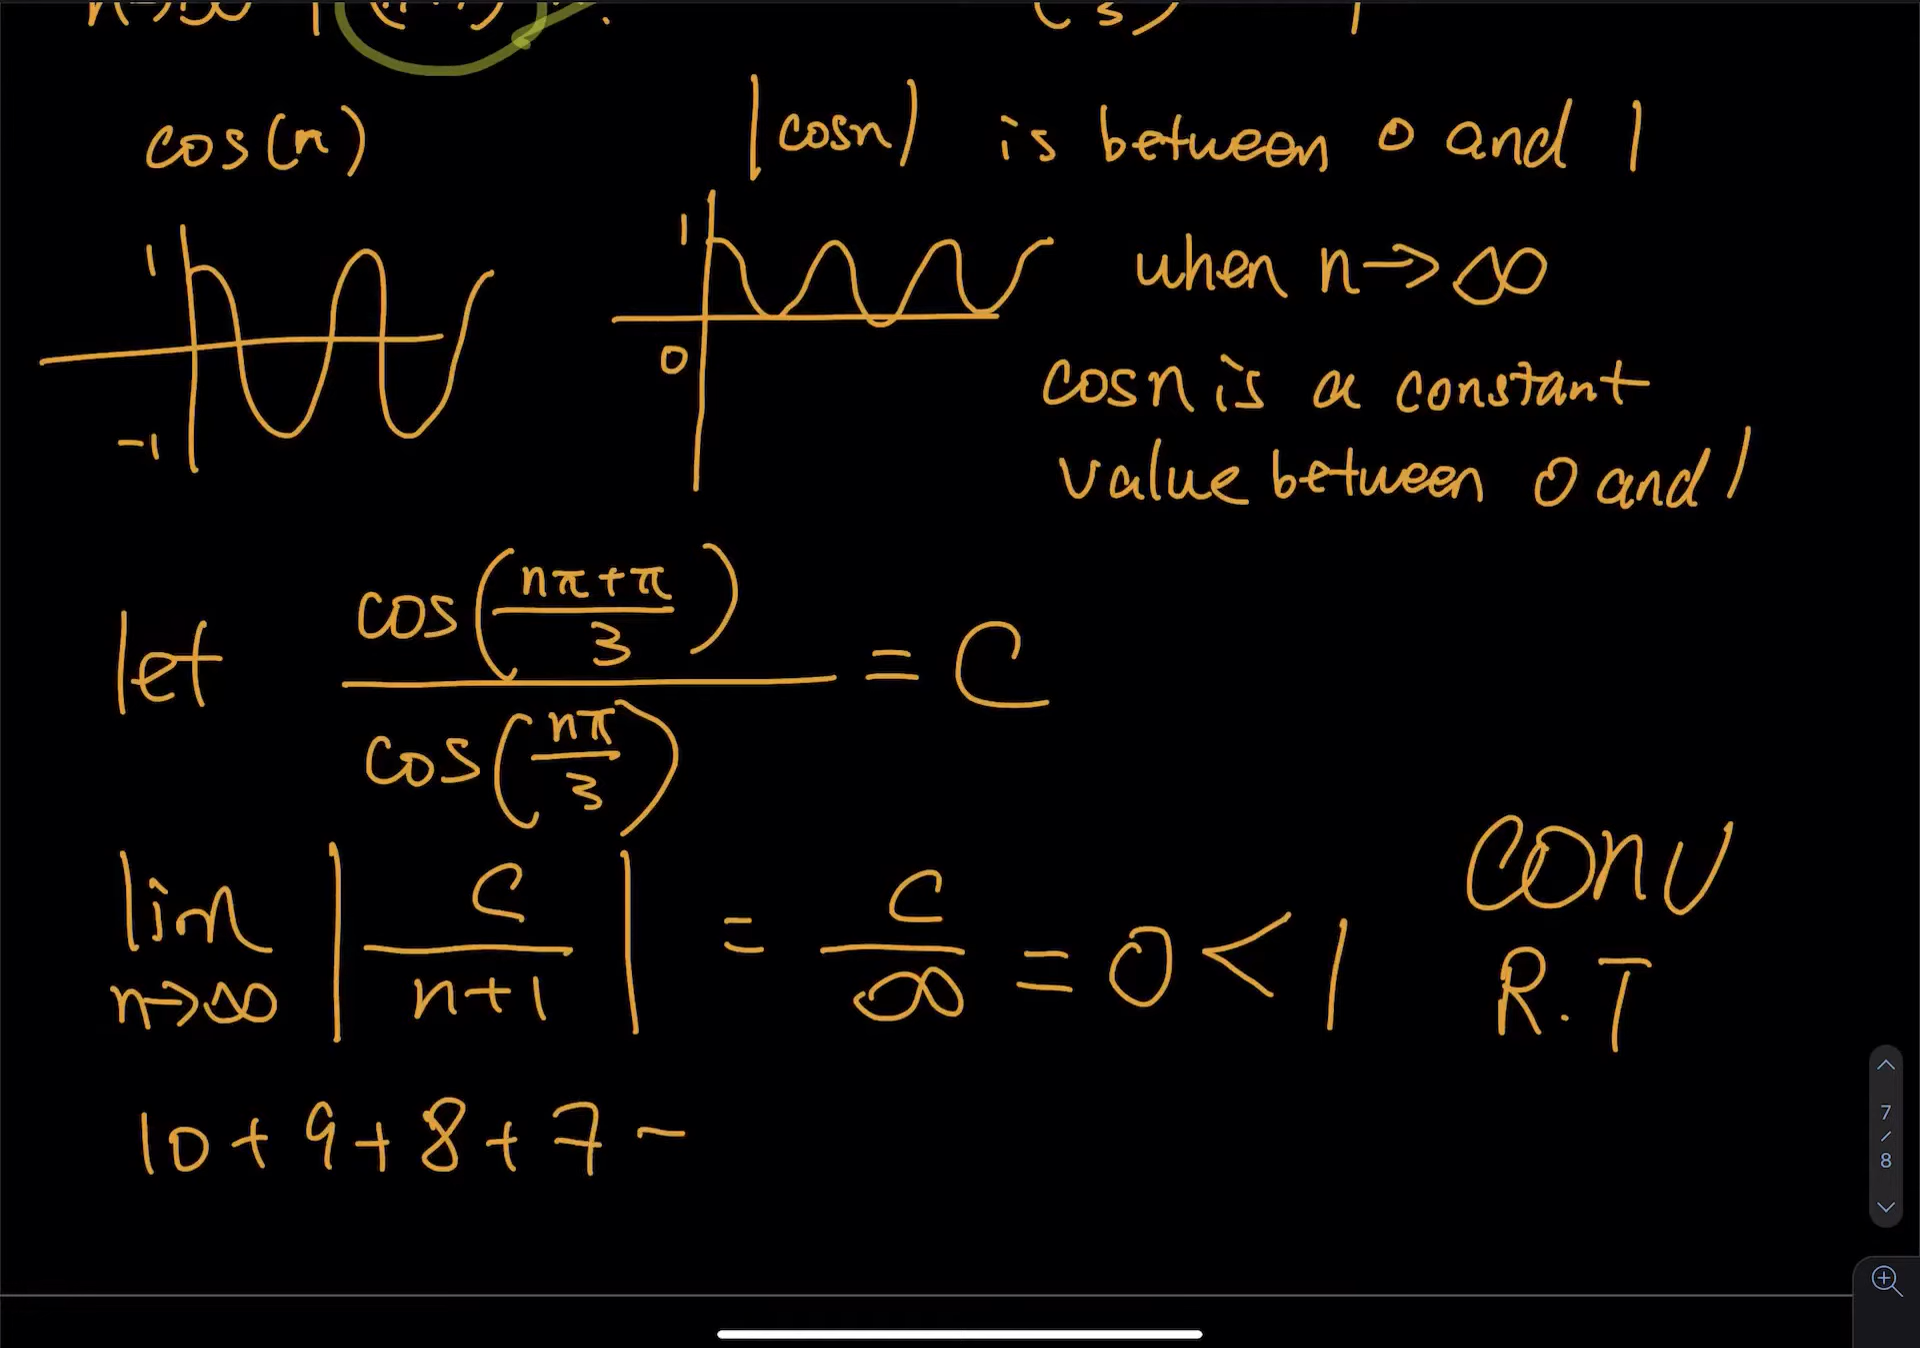 cos(n)
|cosn| is between 0 and 1
1
-1
1
0
when n→∞
cosn is a constant
value between 0 and 1
let cos(nπ+π/3) / cos(nπ/3) = C
lim n→∞ | C/(n+1) | = C/∞ = 0 < 1
CONV
R.T
10+9+8+7-
7
/
8